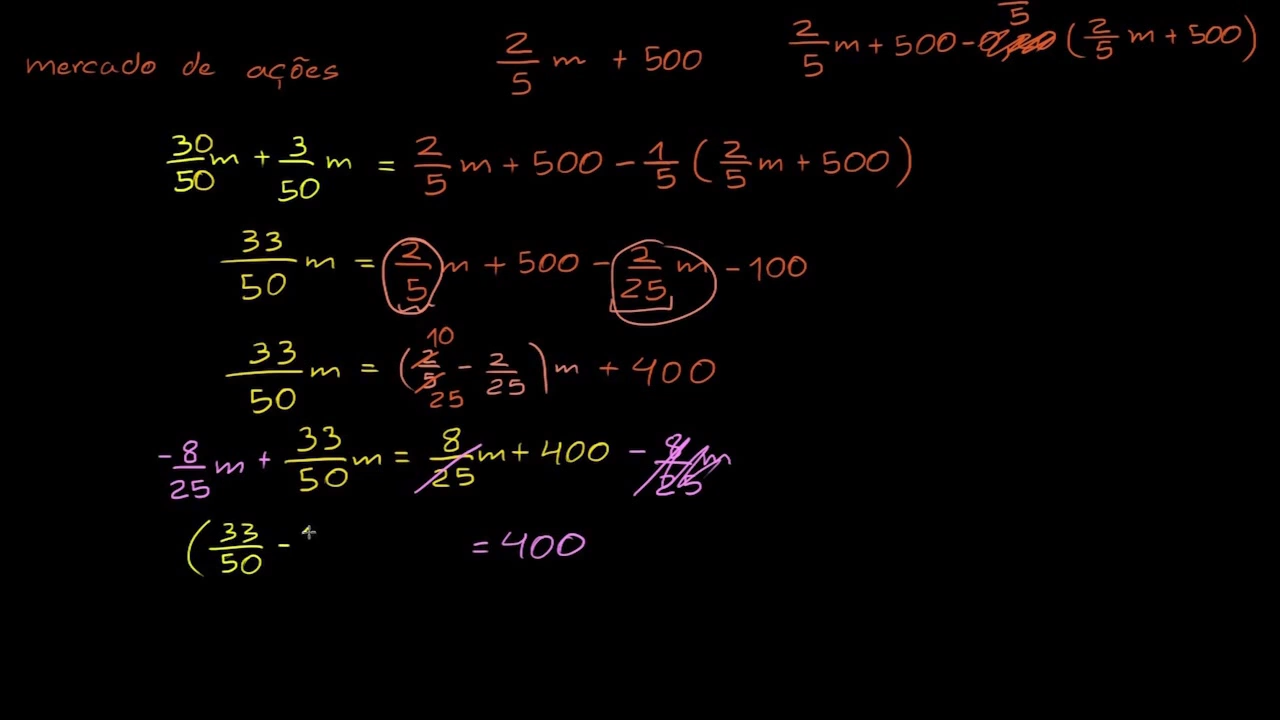 mercado de ações 2/5 m + 500 2/5 m + 500 - 1/5 (2/5 m + 500)
30/50 m + 3/50 m = 2/5 m + 500 - 1/5 (2/5 m + 500)
33/50 m = 2/5 m + 500 - 2/25 m - 100
33/50 m = (10/25 - 2/25) m + 400
-8/25 m + 33/50 m = 8/25 m + 400 - 8/25 m
(33/50 - = 400